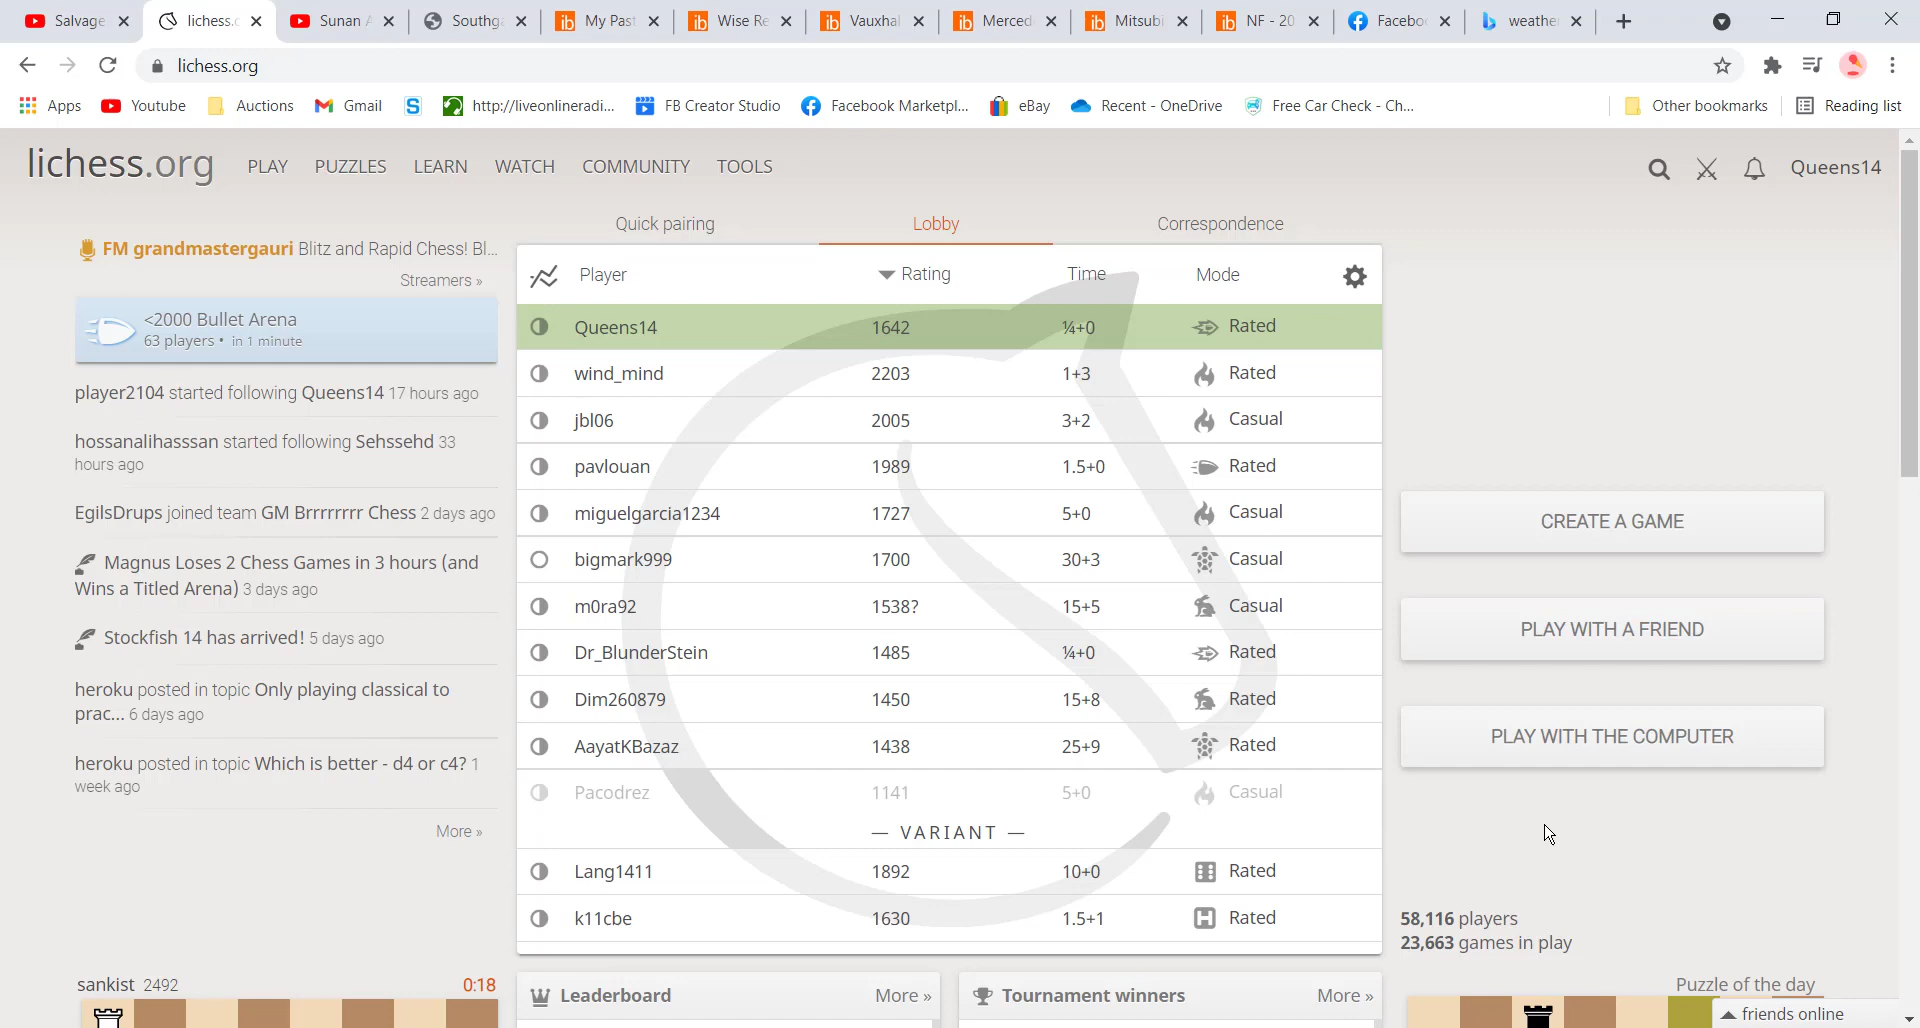 Salvage
lichess.c
Sunan A
Southga
My Past
Wise Re
Vauxhal
Merced
Mitsubi
NF - 20
Faceboo
weather
lichess.org
Apps
Youtube
Auctions
Gmail
http://liveonlineradi...
FB Creator Studio
Facebook Marketpl...
eBay
Recent - OneDrive
Free Car Check - Ch...
Other bookmarks
Reading list
lichess.org
PLAY
PUZZLES
LEARN
WATCH
COMMUNITY
TOOLS
Queens14
FM grandmastergauri Blitz and Rapid Chess! Bl...
Streamers »
<2000 Bullet Arena
63 players • in 1 minute
player2104 started following Queens14 17 hours ago
hossanalihasssan started following Sehssehd 33
hours ago
EgilsDrups joined team GM Brrrrrrr Chess 2 days ago
Magnus Loses 2 Chess Games in 3 hours (and
Wins a Titled Arena) 3 days ago
Stockfish 14 has arrived! 5 days ago
heroku posted in topic Only playing classical to
prac... 6 days ago
heroku posted in topic Which is better - d4 or c4? 1
week ago
More »
sankist 2492 0:18
Quick pairing
Lobby
Correspondence
Player Rating Time Mode
Queens14 1642 ¼+0 Rated
wind_mind 2203 1+3 Rated
jbl06 2005 3+2 Casual
pavlouan 1989 1.5+0 Rated
miguelgarcia1234 1727 5+0 Casual
bigmark999 1700 30+3 Casual
m0ra92 1538? 15+5 Casual
Dr_BlunderStein 1485 ¼+0 Rated
Dim260879 1450 15+8 Rated
AayatKBazaz 1438 25+9 Rated
Pacodrez 1141 5+0 Casual
— VARIANT —
Lang1411 1892 10+0 Rated
k11cbe 1630 1.5+1 Rated
Leaderboard More »
Tournament winners More »
CREATE A GAME
PLAY WITH A FRIEND
PLAY WITH THE COMPUTER
58,116 players
23,663 games in play
Puzzle of the day
friends online